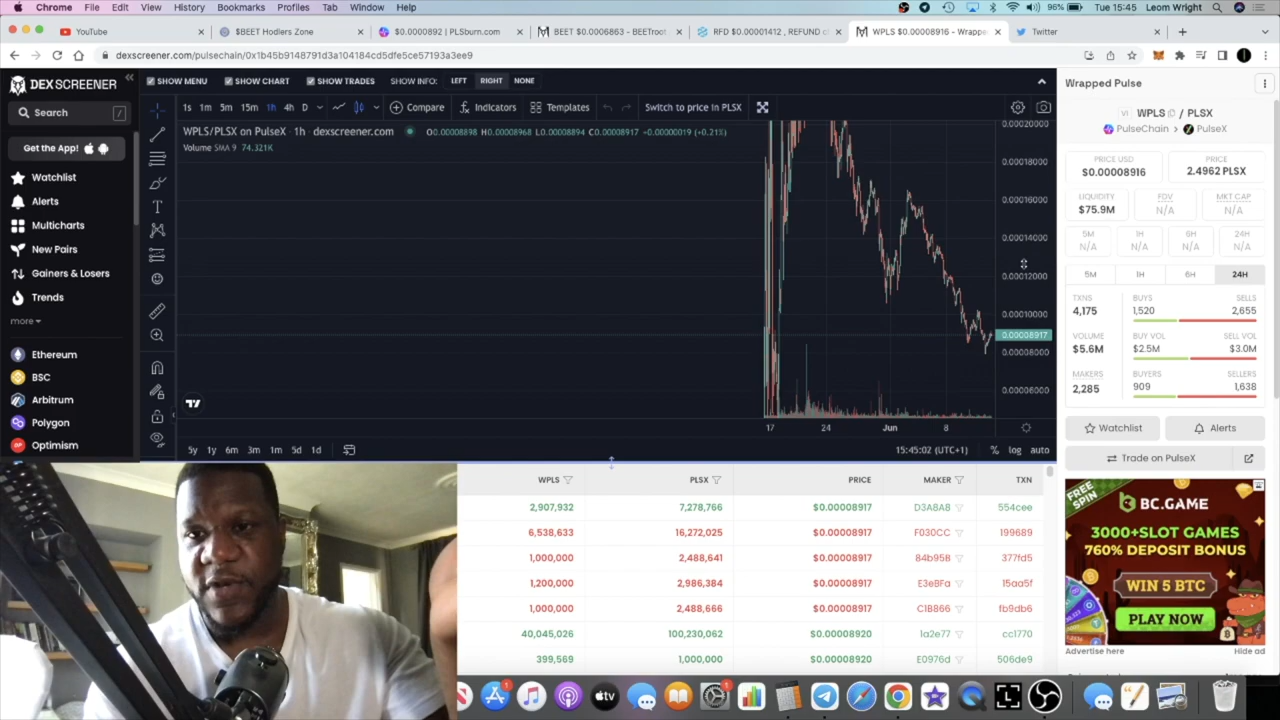 Chrome File Edit View History Bookmarks Profiles Tab Window Help
96% Tue 15:45 Leom Wright
YouTube
$BEET Hodlers Zone
$0.0000892 | PLSburn.com
BEET $0.0006863 - BEETroot
RFD $0.00001412 , REFUND
WPLS $0.00008916 - Wrappe
Twitter
dexscreener.com/pulsechain/0x1b45b9148791d3a104184cd5dfe5ce57193a3ee9
DEXSCREENER
Search /
Get the App!
Watchlist
Alerts
Multicharts
New Pairs
Gainers & Losers
Trends
more
Ethereum
BSC
Arbitrum
Polygon
Optimism
SHOW MENU SHOW CHART SHOW TRADES SHOW INFO: LEFT RIGHT NONE
1s 1m 5m 15m 1h 4h D Compare Indicators Templates Switch to price in PLSX
WPLS/PLSX on PulseX · 1h · dexscreener.com O0.00008898 H0.00008968 L0.00008894 C0.00008917 +0.00000019 (+0.21%)
Volume SMA 9 74.321K
0.00020000
0.00018000
0.00016000
0.00014000
0.00012000
0.00010000
0.00008917
0.00008000
0.00006000
17 24 Jun 8
5y 1y 6m 3m 1m 5d 1d
15:45:02 (UTC+1) % log auto
WPLS PLSX PRICE MAKER TXN
2,907,932 7,278,766 $0.00008917 D3A8A8 554cee
6,538,633 16,272,025 $0.00008917 F030CC 199689
1,000,000 2,488,641 $0.00008917 84b95B 377fd5
1,200,000 2,986,384 $0.00008917 E3eBFa 15aa5f
1,000,000 2,488,666 $0.00008917 C1B866 fb9db6
40,045,026 100,230,062 $0.00008920 1a2e77 cc1770
399,569 1,000,000 $0.00008920 E0976d 506de9
Wrapped Pulse
V1 WPLS / PLSX
PulseChain PulseX
PRICE USD PRICE
$0.00008916 2.4962 PLSX
LIQUIDITY FDV MKT CAP
$75.9M N/A N/A
5M 1H 6H 24H
N/A N/A N/A N/A
5M 1H 6H 24H
TXNS BUYS SELLS
4,175 1,520 2,655
VOLUME BUY VOL SELL VOL
$5.6M $2.5M $3.0M
MAKERS BUYERS SELLERS
2,285 909 1,638
Watchlist Alerts
Trade on PulseX
FREE SPIN
BC.GAME
3000+SLOT GAMES
760% DEPOSIT BONUS
WIN 5 BTC
PLAY NOW
Advertise here Hide ad
tv